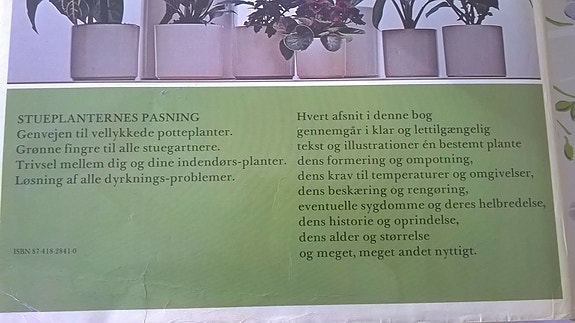 STUEPLANTERNES PASNING
Genvejen til vellykkede potteplanter.
Grønne fingre til alle stuegartnere.
Trivsel mellem dig og dine indendørs-planter.
Løsning af alle dyrknings-problemer.
ISBN 87-418-2841-0
Hvert afsnit i denne bog
gennemgår i klar og lettilgængelig
tekst og illustrationer én bestemt plante
dens formering og ompotning,
dens krav til temperaturer og omgivelser,
dens beskæring og rengøring,
eventuelle sygdomme og deres helbredelse,
dens historie og oprindelse,
dens alder og størrelse
og meget, meget andet nyttigt.